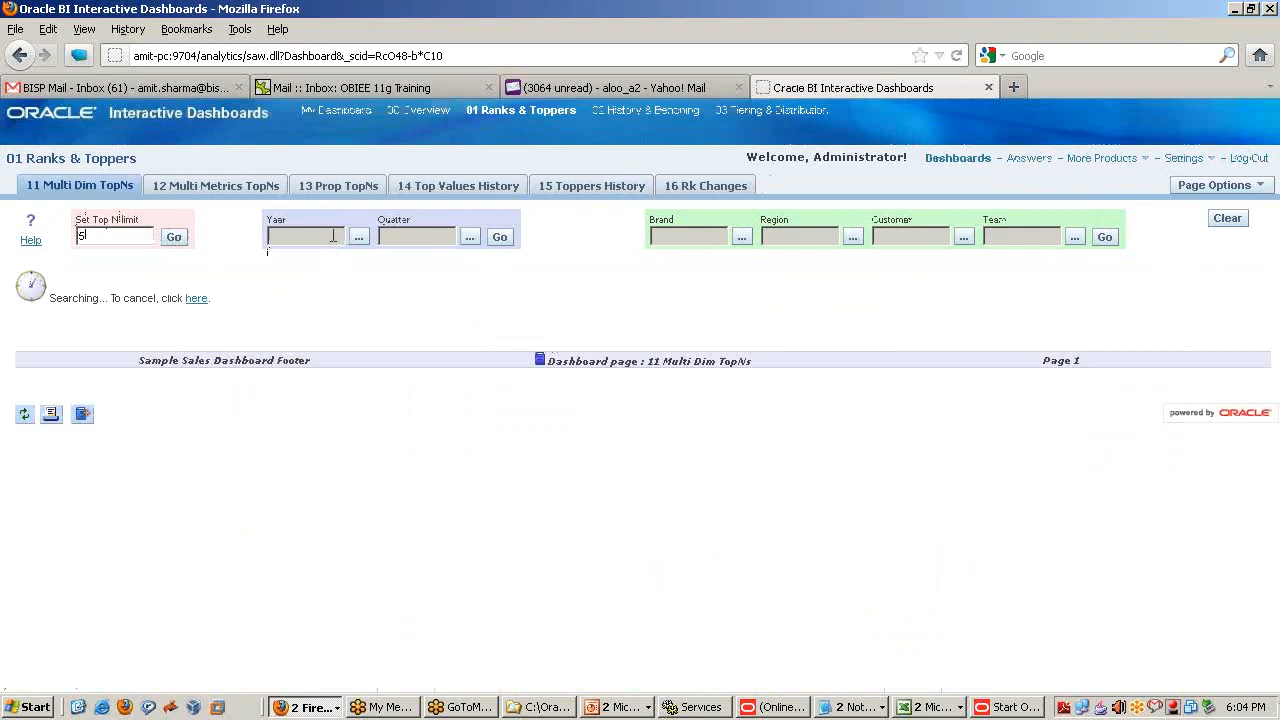 Oracle BI Interactive Dashboards - Mozilla Firefox
File Edit View History Bookmarks Tools Help
amit-pc:9704/analytics/saw.dll?Dashboard&_scid=RcO48-b*C10 Google
BISP Mail - Inbox (61) - amit.sharma@bis... Mail :: Inbox: OBIEE 11g Training (3064 unread) - aloo_a2 - Yahoo! Mail Oracle BI Interactive Dashboards
ORACLE Interactive Dashboards My Dashboard 00 Overview 01 Ranks & Toppers 02 History & Benching 03 Tiering & Distribution
01 Ranks & Toppers Welcome, Administrator! Dashboards - Answers - More Products - Settings - Log Out
11 Multi Dim TopNs 12 Multi Metrics TopNs 13 Prop TopNs 14 Top Values History 15 Toppers History 16 Rk Changes Page Options
? Set Top N limit Year Quarter Brand Region Customer Team Clear
Help 5 Go ... ... Go ... ... ... ... Go
Searching... To cancel, click here.
Sample Sales Dashboard Footer Dashboard page : 11 Multi Dim TopNs Page 1
powered by ORACLE
Start 2 Fire... My Me... GoToM... C:\Ora... 2 Mic... Services (Online... 2 Not... 2 Mic... Start O... 6:04 PM